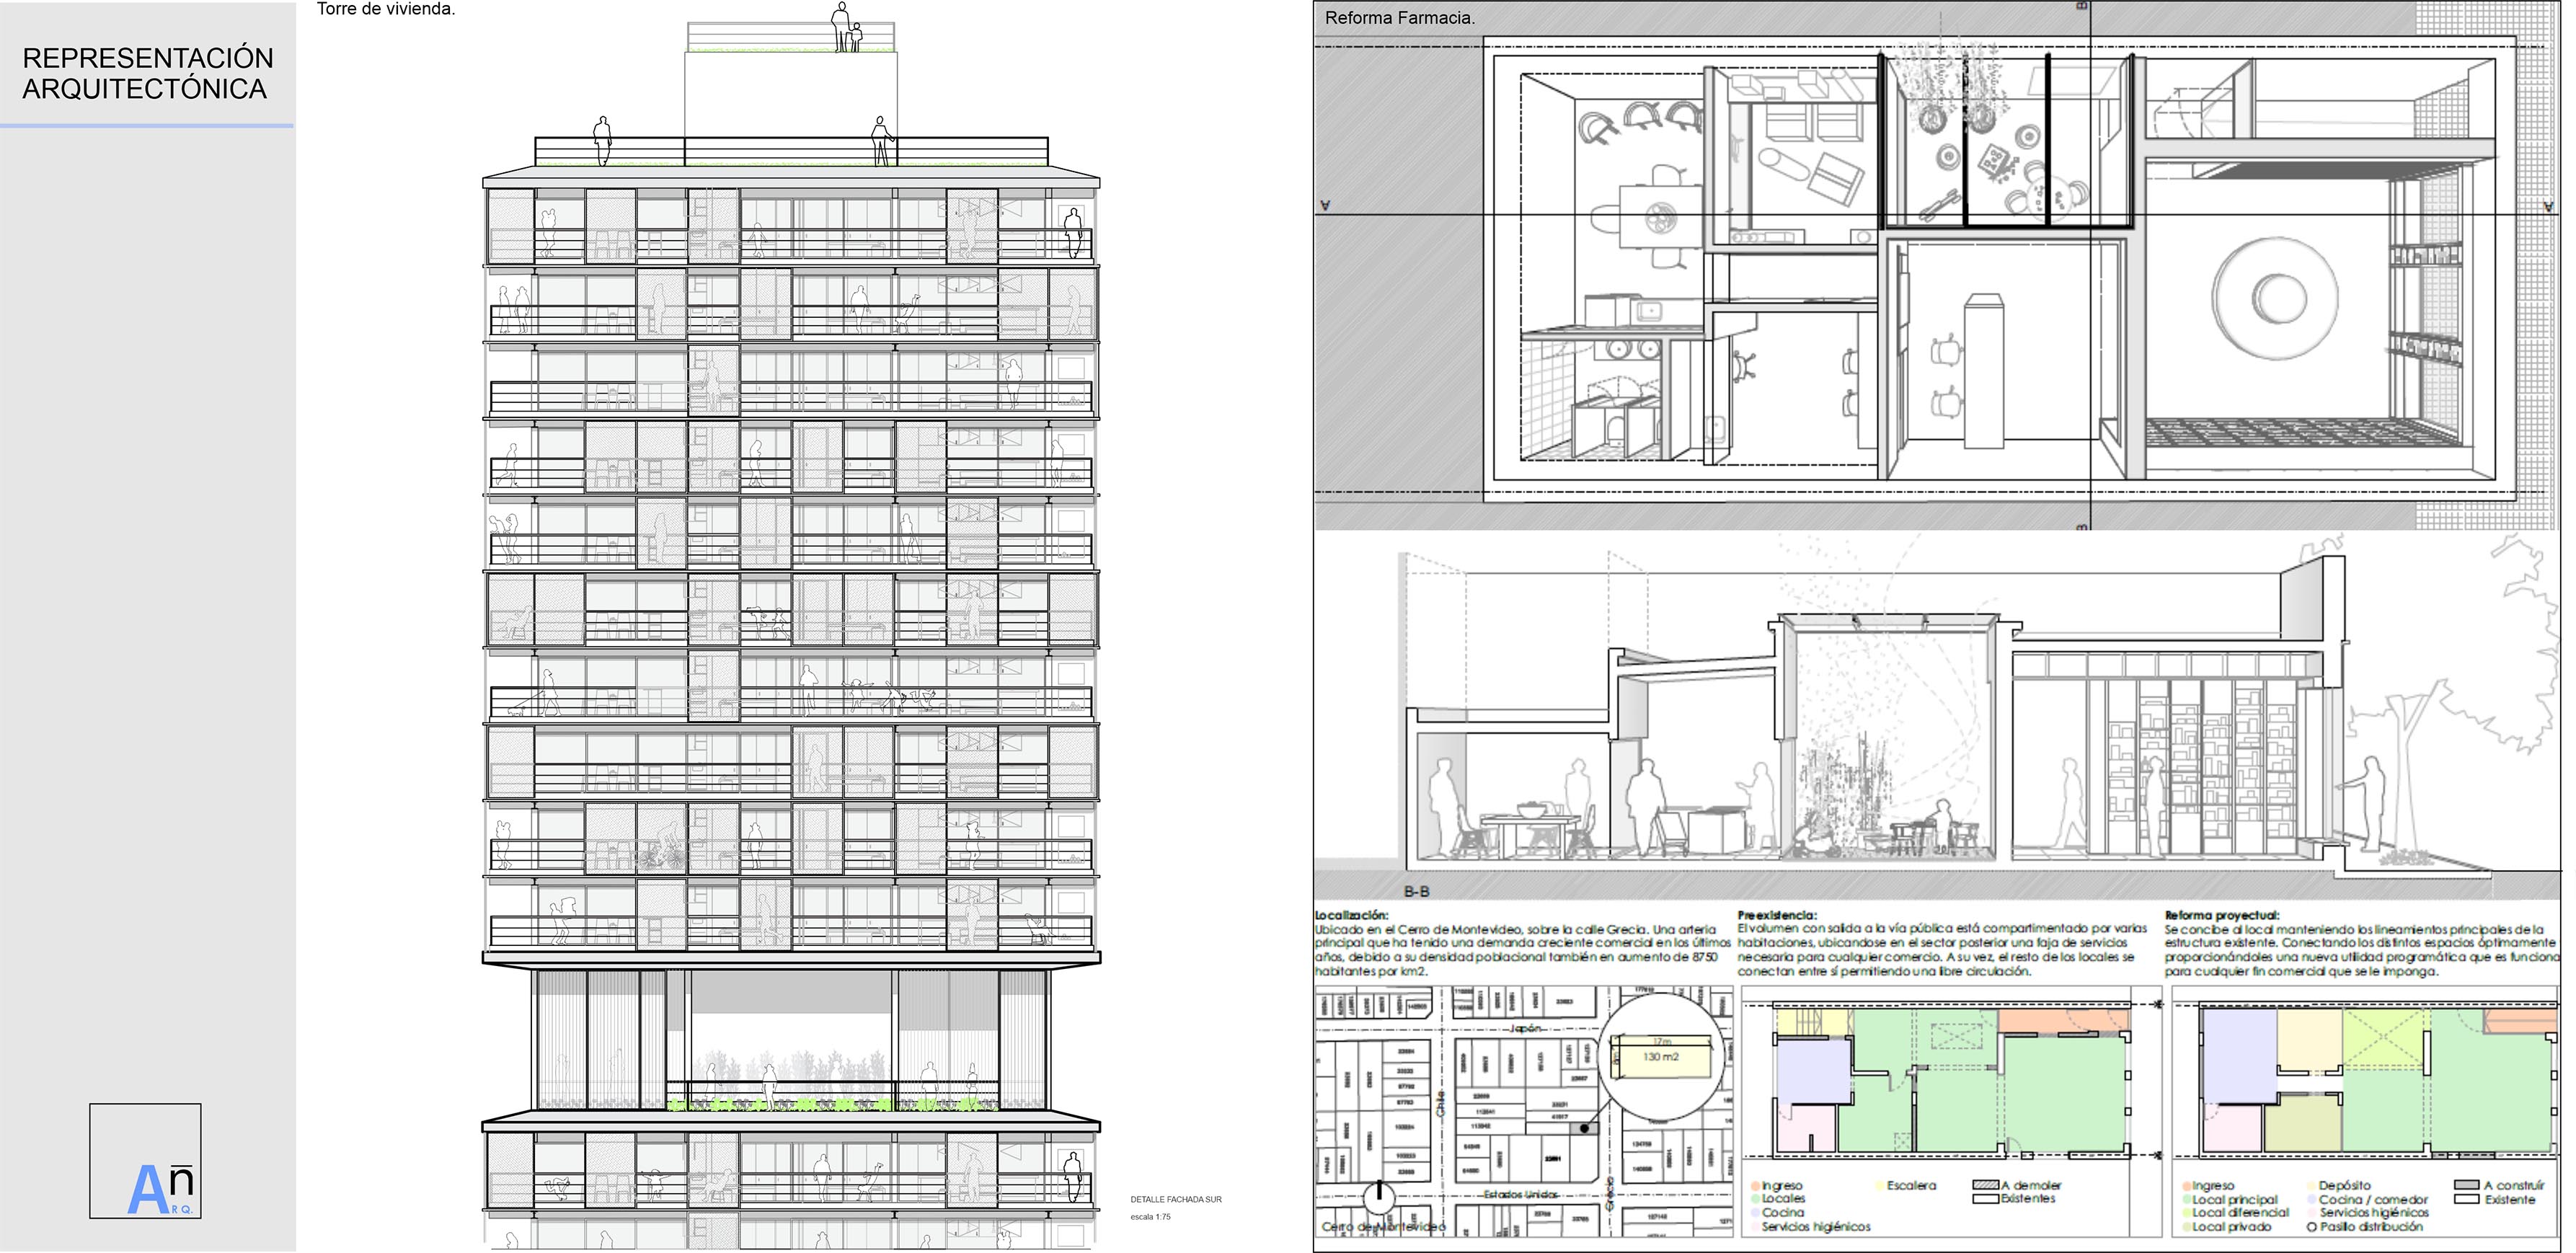 REPRESENTACIÓN
ARQUITECTÓNICA
Torre de vivienda.
DETALLE FACHADA SUR
escala 1:75
Añ
RQ.
Reforma Farmacia.
B
A
A
B
B-B
Localización:
Ubicado en el Cerro de Montevideo, sobre la calle Grecia. Una arteria
principal que ha tenido una demanda creciente comercial en los últimos
años, debido a su densidad poblacional también en aumento de 8750
habitantes por km2.
Preexistencia:
El volumen con salida a la vía pública está compartimentado por varias
habitaciones, ubicandose en el sector posterior una faja de servicios
necesaria para cualquier comercio. A su vez, el resto de los locales se
conectan entre sí permitiendo una libre circulación.
Reforma proyectual:
Se concibe al local manteniendo los lineamientos principales de la
estructura existente. Conectando los distintos espacios óptimamente
proporcionándoles una nueva utilidad programática que es funciona
para cualquier fin comercial que se le imponga.
Japón
17m
130 m2
Chile
Grecia
Estados Unidos
Cerro de Montevideo
Ingreso
Locales
Cocina
Servicios higiénicos
Escalera
A demoler
Existentes
Ingreso
Local principal
Local diferencial
Local privado
Depósito
Cocina / comedor
Servicios higiénicos
Pasillo distribución
A construir
Existente